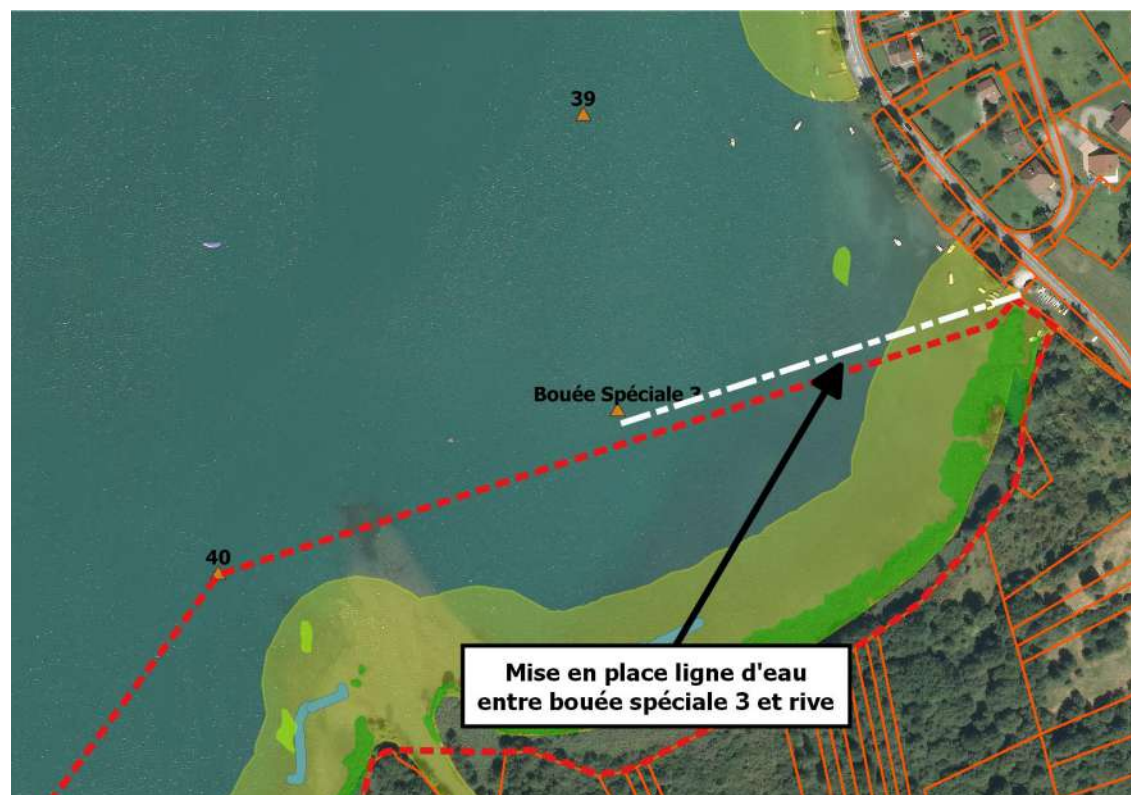 39
Bouée Spéciale 3
40
Mise en place ligne d'eau
entre bouée spéciale 3 et rive